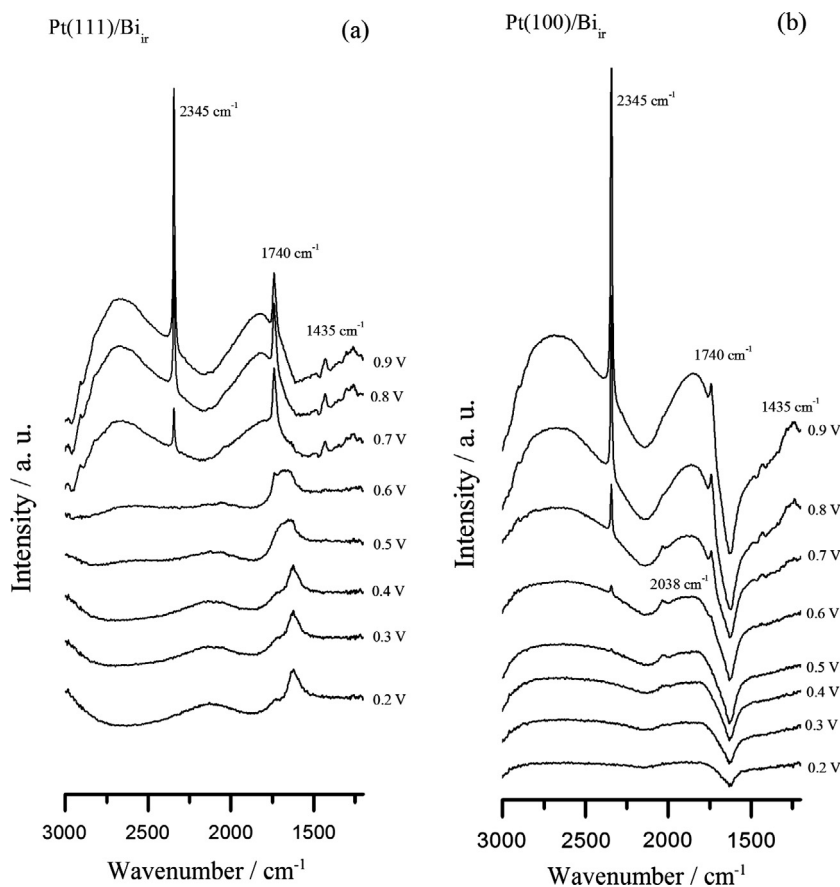 Pt(111)/Bi_ir
(a)
2345 cm⁻¹
1740 cm⁻¹
1435 cm⁻¹
0.9 V
0.8 V
0.7 V
0.6 V
0.5 V
0.4 V
0.3 V
0.2 V
Intensity / a. u.
3000 2500 2000 1500
Wavenumber / cm⁻¹
Pt(100)/Bi_ir
(b)
2345 cm⁻¹
1740 cm⁻¹
1435 cm⁻¹
2038 cm⁻¹
0.9 V
0.8 V
0.7 V
0.6 V
0.5 V
0.4 V
0.3 V
0.2 V
Intensity / a. u.
3000 2500 2000 1500
Wavenumber / cm⁻¹